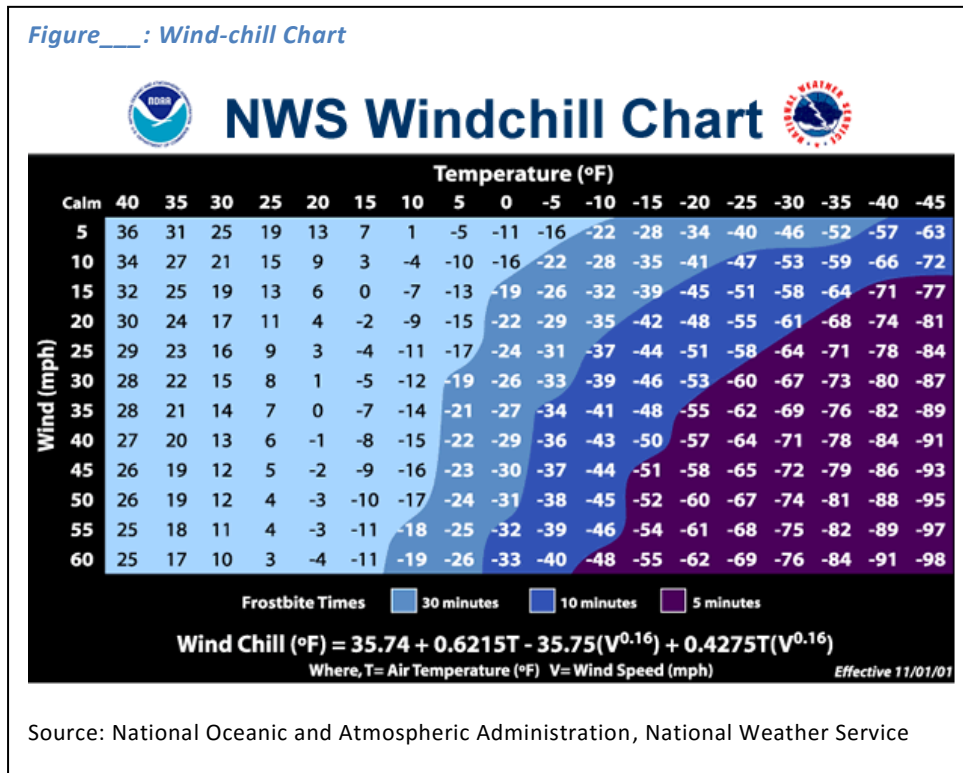 Figure___: Wind-chill Chart
NOAA
NWS Windchill Chart
Temperature (ºF)
Calm 40 35 30 25 20 15 10 5 0 -5 -10 -15 -20 -25 -30 -35 -40 -45
Wind (mph)
5 36 31 25 19 13 7 1 -5 -11 -16 -22 -28 -34 -40 -46 -52 -57 -63
10 34 27 21 15 9 3 -4 -10 -16 -22 -28 -35 -41 -47 -53 -59 -66 -72
15 32 25 19 13 6 0 -7 -13 -19 -26 -32 -39 -45 -51 -58 -64 -71 -77
20 30 24 17 11 4 -2 -9 -15 -22 -29 -35 -42 -48 -55 -61 -68 -74 -81
25 29 23 16 9 3 -4 -11 -17 -24 -31 -37 -44 -51 -58 -64 -71 -78 -84
30 28 22 15 8 1 -5 -12 -19 -26 -33 -39 -46 -53 -60 -67 -73 -80 -87
35 28 21 14 7 0 -7 -14 -21 -27 -34 -41 -48 -55 -62 -69 -76 -82 -89
40 27 20 13 6 -1 -8 -15 -22 -29 -36 -43 -50 -57 -64 -71 -78 -84 -91
45 26 19 12 5 -2 -9 -16 -23 -30 -37 -44 -51 -58 -65 -72 -79 -86 -93
50 26 19 12 4 -3 -10 -17 -24 -31 -38 -45 -52 -60 -67 -74 -81 -88 -95
55 25 18 11 4 -3 -11 -18 -25 -32 -39 -46 -54 -61 -68 -75 -82 -89 -97
60 25 17 10 3 -4 -11 -19 -26 -33 -40 -48 -55 -62 -69 -76 -84 -91 -98
Frostbite Times 30 minutes 10 minutes 5 minutes
Wind Chill (ºF) = 35.74 + 0.6215T - 35.75(V^0.16) + 0.4275T(V^0.16)
Where, T= Air Temperature (ºF) V= Wind Speed (mph)
Effective 11/01/01
Source: National Oceanic and Atmospheric Administration, National Weather Service